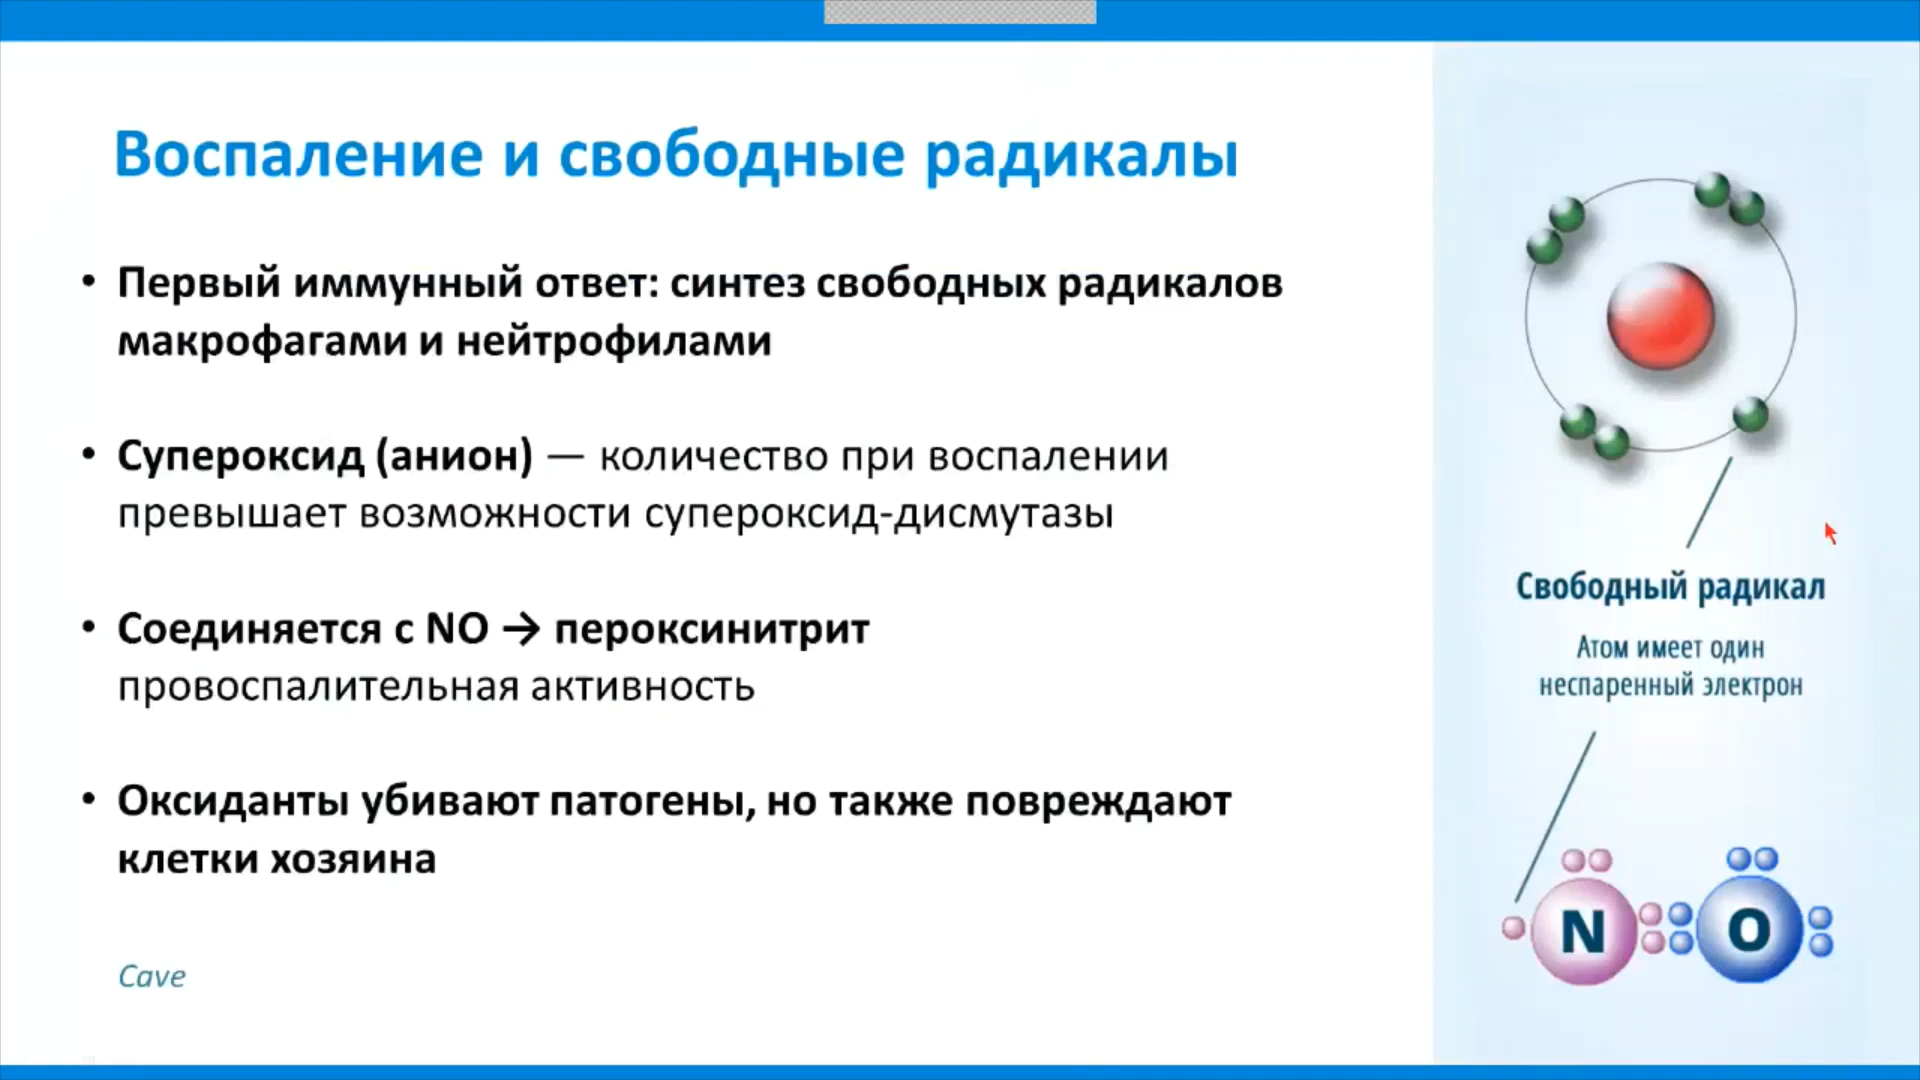 Воспаление и свободные радикалы
• Первый иммунный ответ: синтез свободных радикалов
макрофагами и нейтрофилами
• Супероксид (анион) — количество при воспалении
превышает возможности супероксид-дисмутазы
• Соединяется с NO → пероксинитрит
провоспалительная активность
• Оксиданты убивают патогены, но также повреждают
клетки хозяина
Cave
Свободный радикал
Атом имеет один
неспаренный электрон
N O